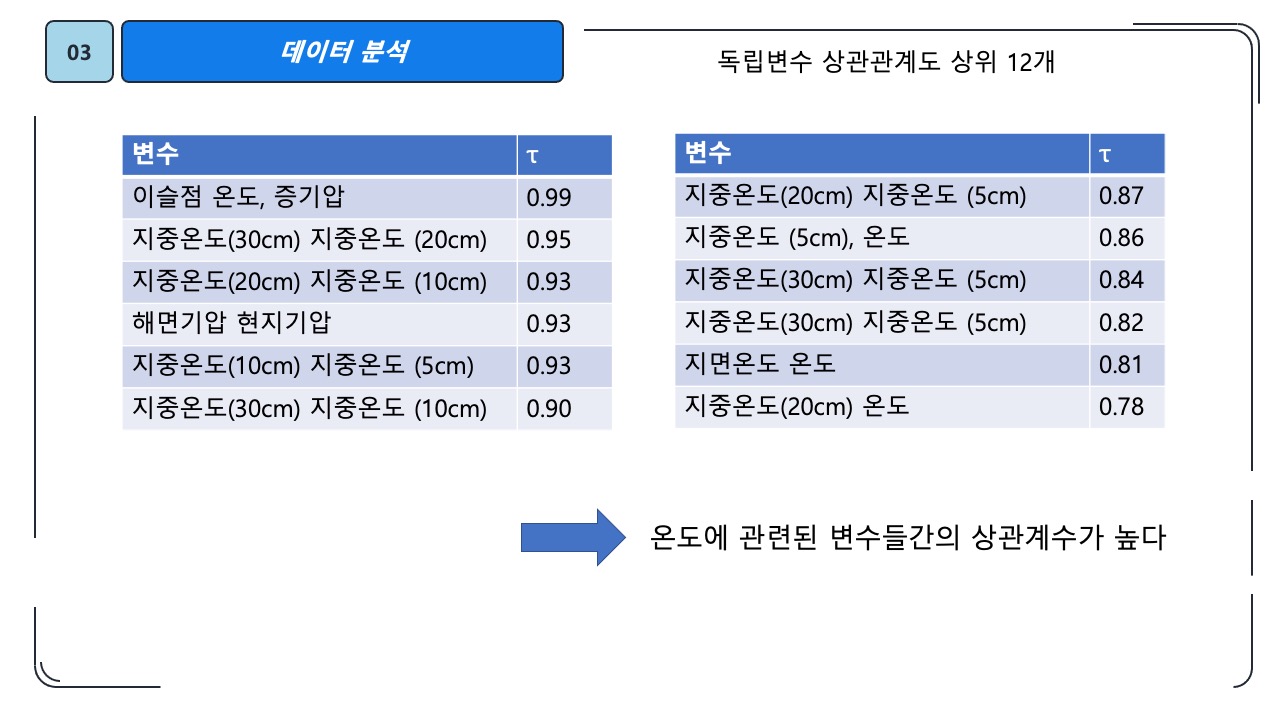 03
데이터 분석
독립변수 상관관계도 상위 12개
변수 τ
이슬점 온도, 증기압 0.99
지중온도(30cm) 지중온도 (20cm) 0.95
지중온도(20cm) 지중온도 (10cm) 0.93
해면기압 현지기압 0.93
지중온도(10cm) 지중온도 (5cm) 0.93
지중온도(30cm) 지중온도 (10cm) 0.90
변수 τ
지중온도(20cm) 지중온도 (5cm) 0.87
지중온도 (5cm), 온도 0.86
지중온도(30cm) 지중온도 (5cm) 0.84
지중온도(30cm) 지중온도 (5cm) 0.82
지면온도 온도 0.81
지중온도(20cm) 온도 0.78
온도에 관련된 변수들간의 상관계수가 높다